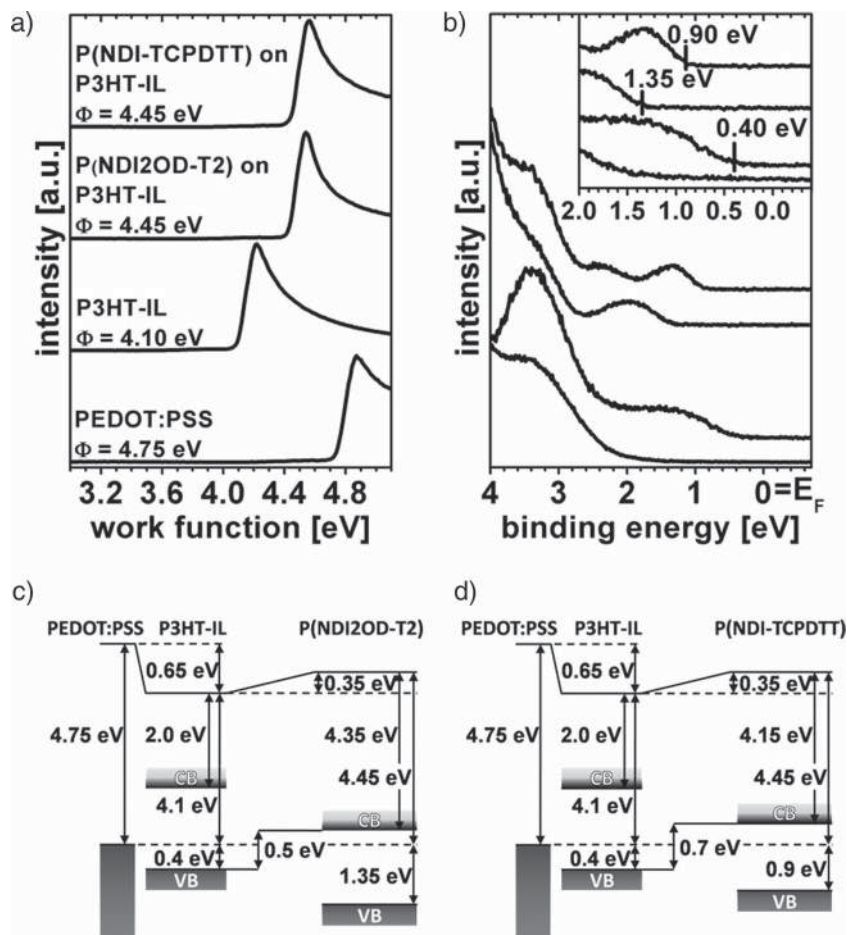 a)
P(NDI-TCPDTT) on
P3HT-IL
Φ = 4.45 eV
P(NDI2OD-T2) on
P3HT-IL
Φ = 4.45 eV
P3HT-IL
Φ = 4.10 eV
PEDOT:PSS
Φ = 4.75 eV
intensity [a.u.]
3.2 3.6 4.0 4.4 4.8
work function [eV]
b)
0.90 eV
1.35 eV
0.40 eV
2.0 1.5 1.0 0.5 0.0
intensity [a.u.]
4 3 2 1 0=E_F
binding energy [eV]
c)
PEDOT:PSS P3HT-IL P(NDI2OD-T2)
0.65 eV
0.35 eV
4.75 eV 2.0 eV 4.35 eV
CB 4.45 eV
4.1 eV CB
0.4 eV 0.5 eV
VB 1.35 eV
VB
d)
PEDOT:PSS P3HT-IL P(NDI-TCPDTT)
0.65 eV
0.35 eV
4.75 eV 2.0 eV 4.15 eV
CB 4.45 eV
4.1 eV CB
0.4 eV 0.7 eV
VB 0.9 eV
VB